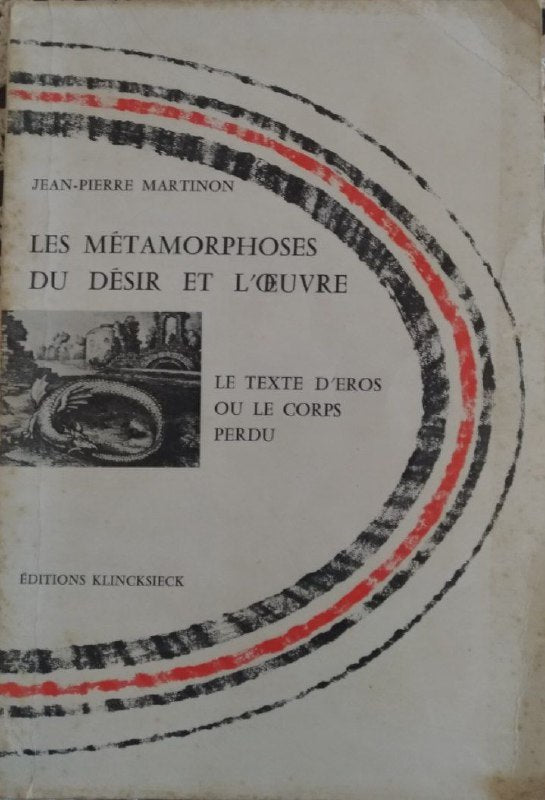 JEAN-PIERRE MARTINON
LES MÉTAMORPHOSES
DU DÉSIR ET L'ŒUVRE
LE TEXTE D'EROS
OU LE CORPS
PERDU
ÉDITIONS KLINCKSIECK